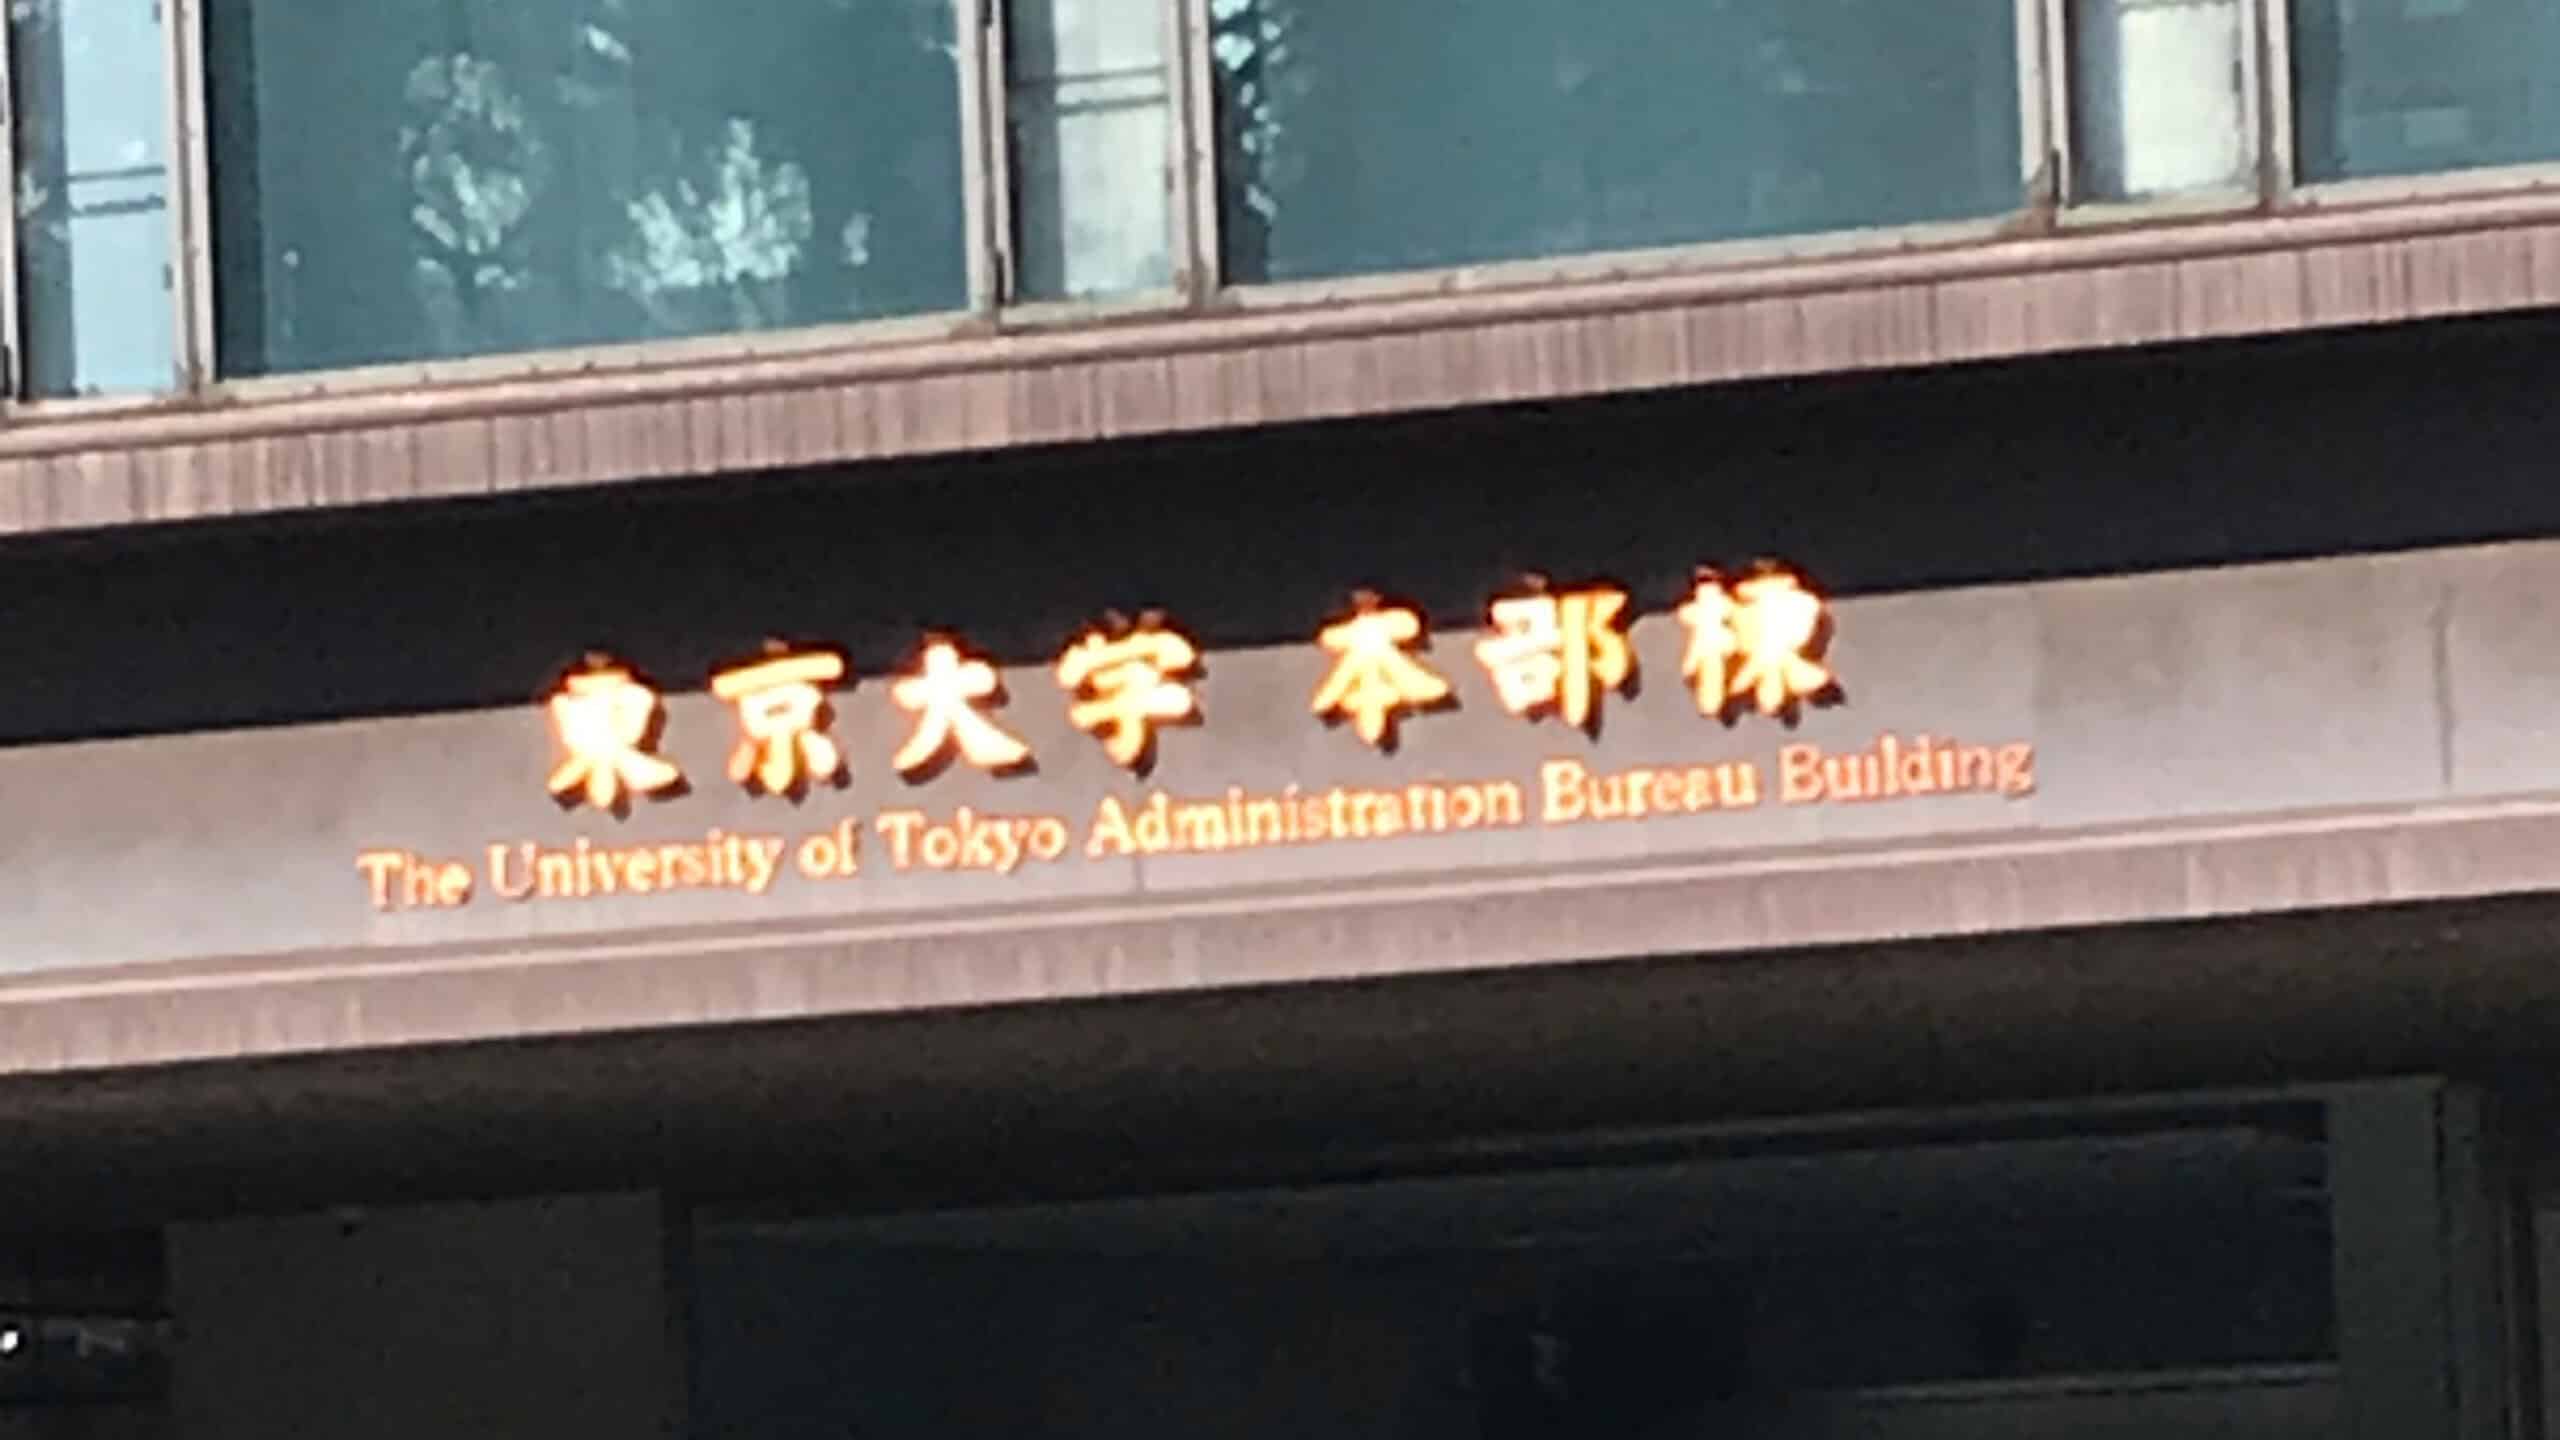 東京大学 本部棟
The University of Tokyo Administration Bureau Building